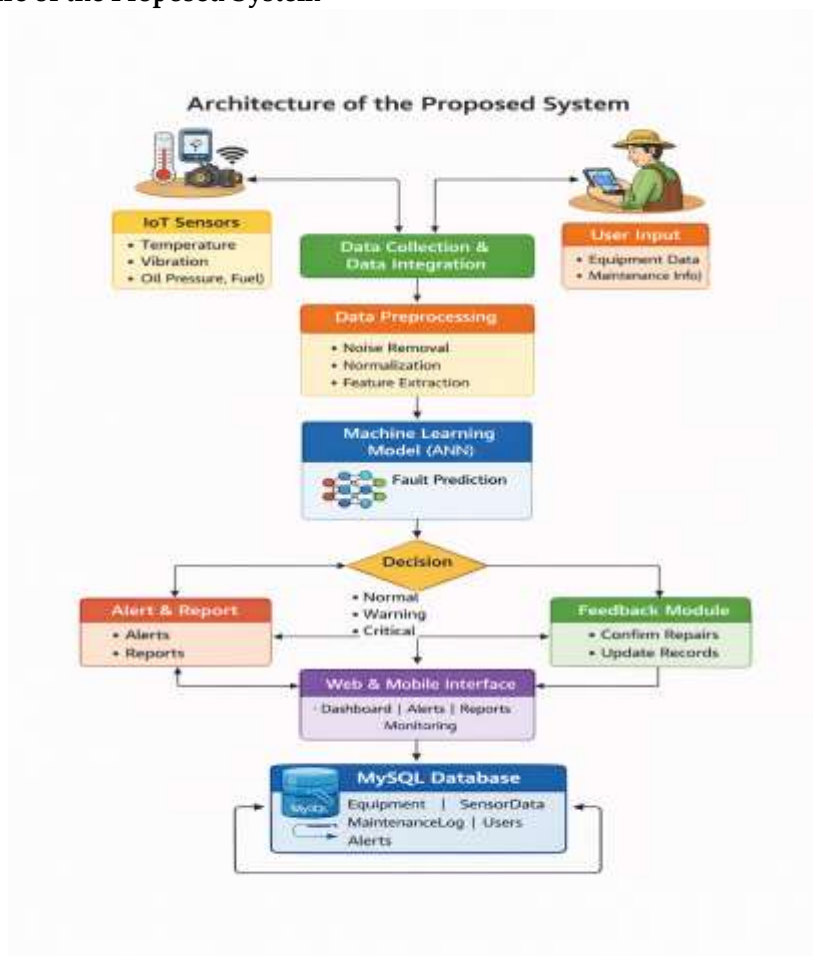 Architecture of the Proposed System
IoT Sensors
• Temperature
• Vibration
• Oil Pressure, Fuel)
User Input
• Equipment Data
• Maintenance Info)
Data Collection &
Data Integration
Data Preprocessing
• Noise Removal
• Normalization
• Feature Extraction
Machine Learning
Model (ANN)
Fault Prediction
Decision
• Normal
• Warning
• Critical
Alert & Report
• Alerts
• Reports
Feedback Module
• Confirm Repairs
• Update Records
Web & Mobile Interface
· Dashboard | Alerts | Reports
Monitoring
MySQL Database
MySQL
Equipment | SensorData
MaintenanceLog | Users
Alerts